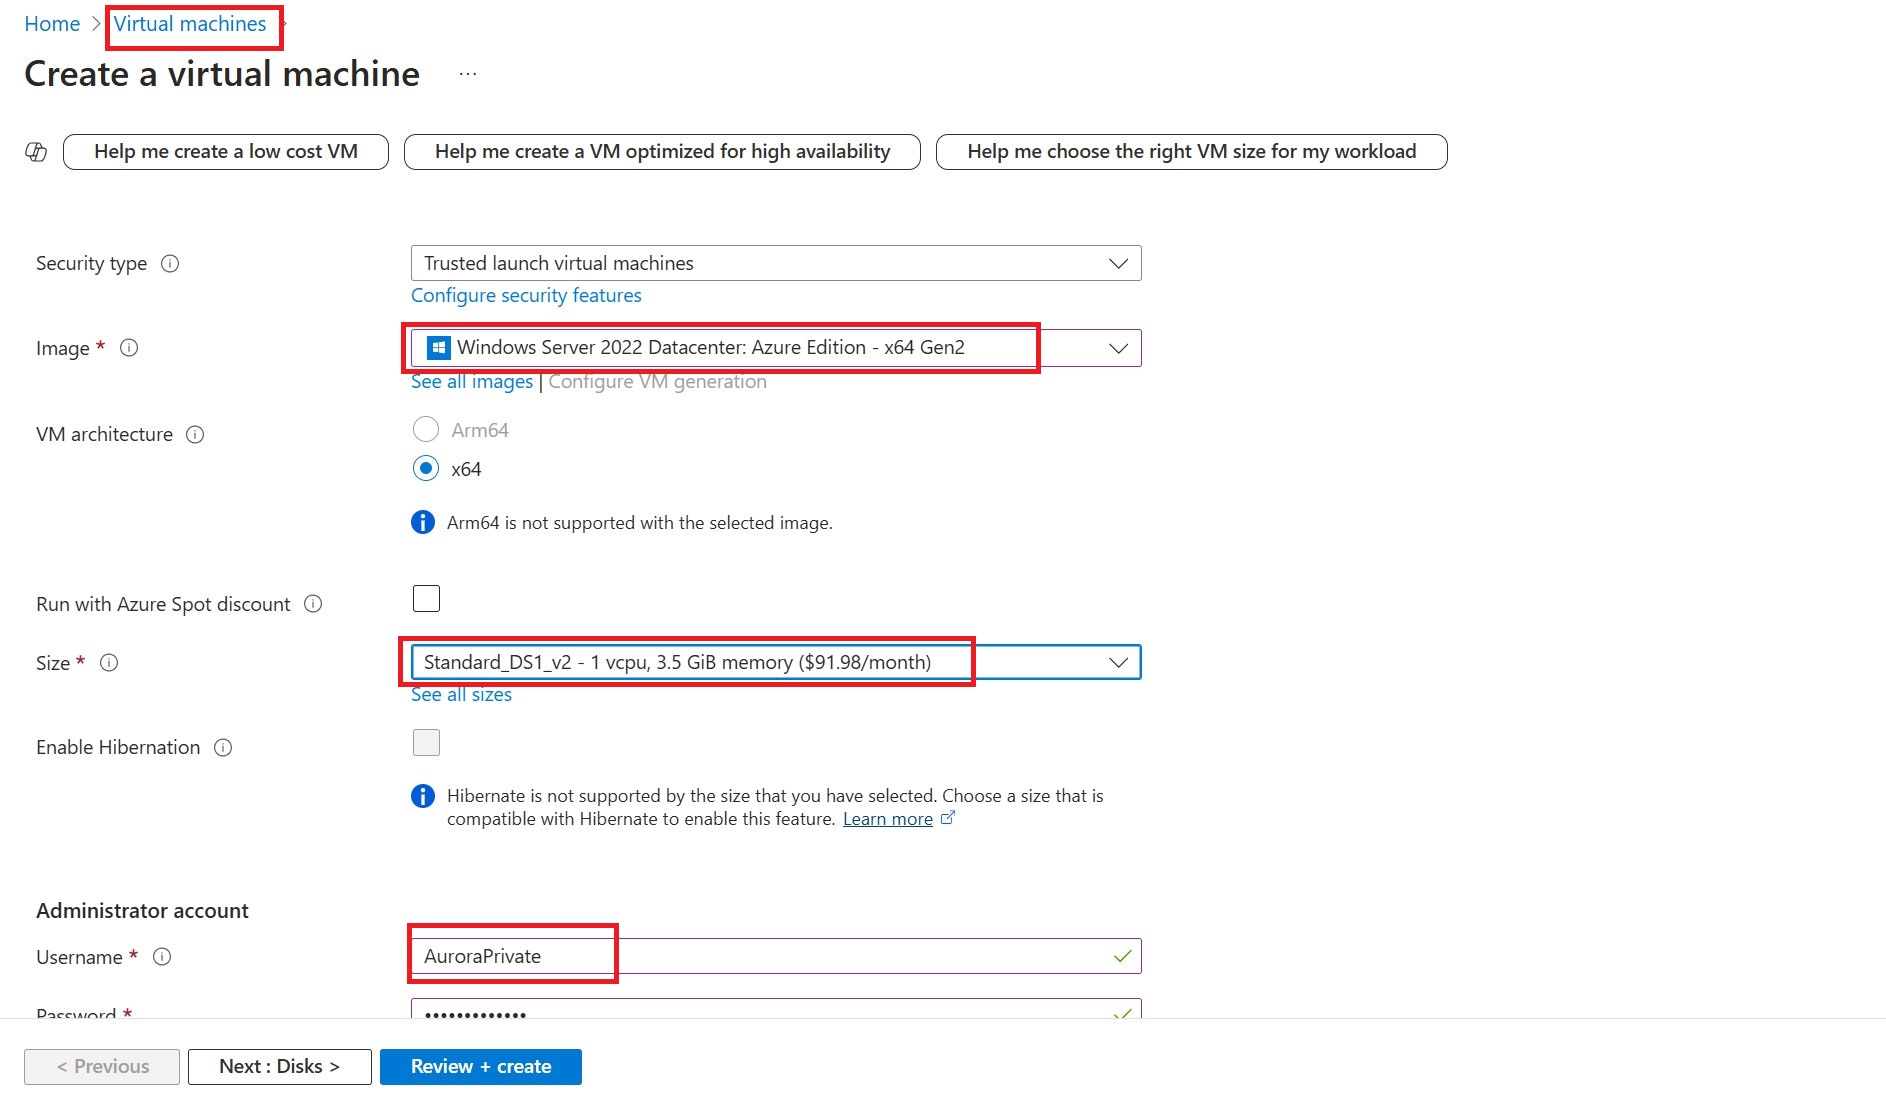 Home > Virtual machines >
Create a virtual machine ...
Help me create a low cost VM Help me create a VM optimized for high availability Help me choose the right VM size for my workload
Security type Trusted launch virtual machines
Configure security features
Image * Windows Server 2022 Datacenter: Azure Edition - x64 Gen2
See all images | Configure VM generation
VM architecture Arm64
x64
Arm64 is not supported with the selected image.
Run with Azure Spot discount
Size * Standard_DS1_v2 - 1 vcpu, 3.5 GiB memory ($91.98/month)
See all sizes
Enable Hibernation
Hibernate is not supported by the size that you have selected. Choose a size that is
compatible with Hibernate to enable this feature. Learn more
Administrator account
Username * AuroraPrivate
Password * •••••••••••••
< Previous Next : Disks > Review + create